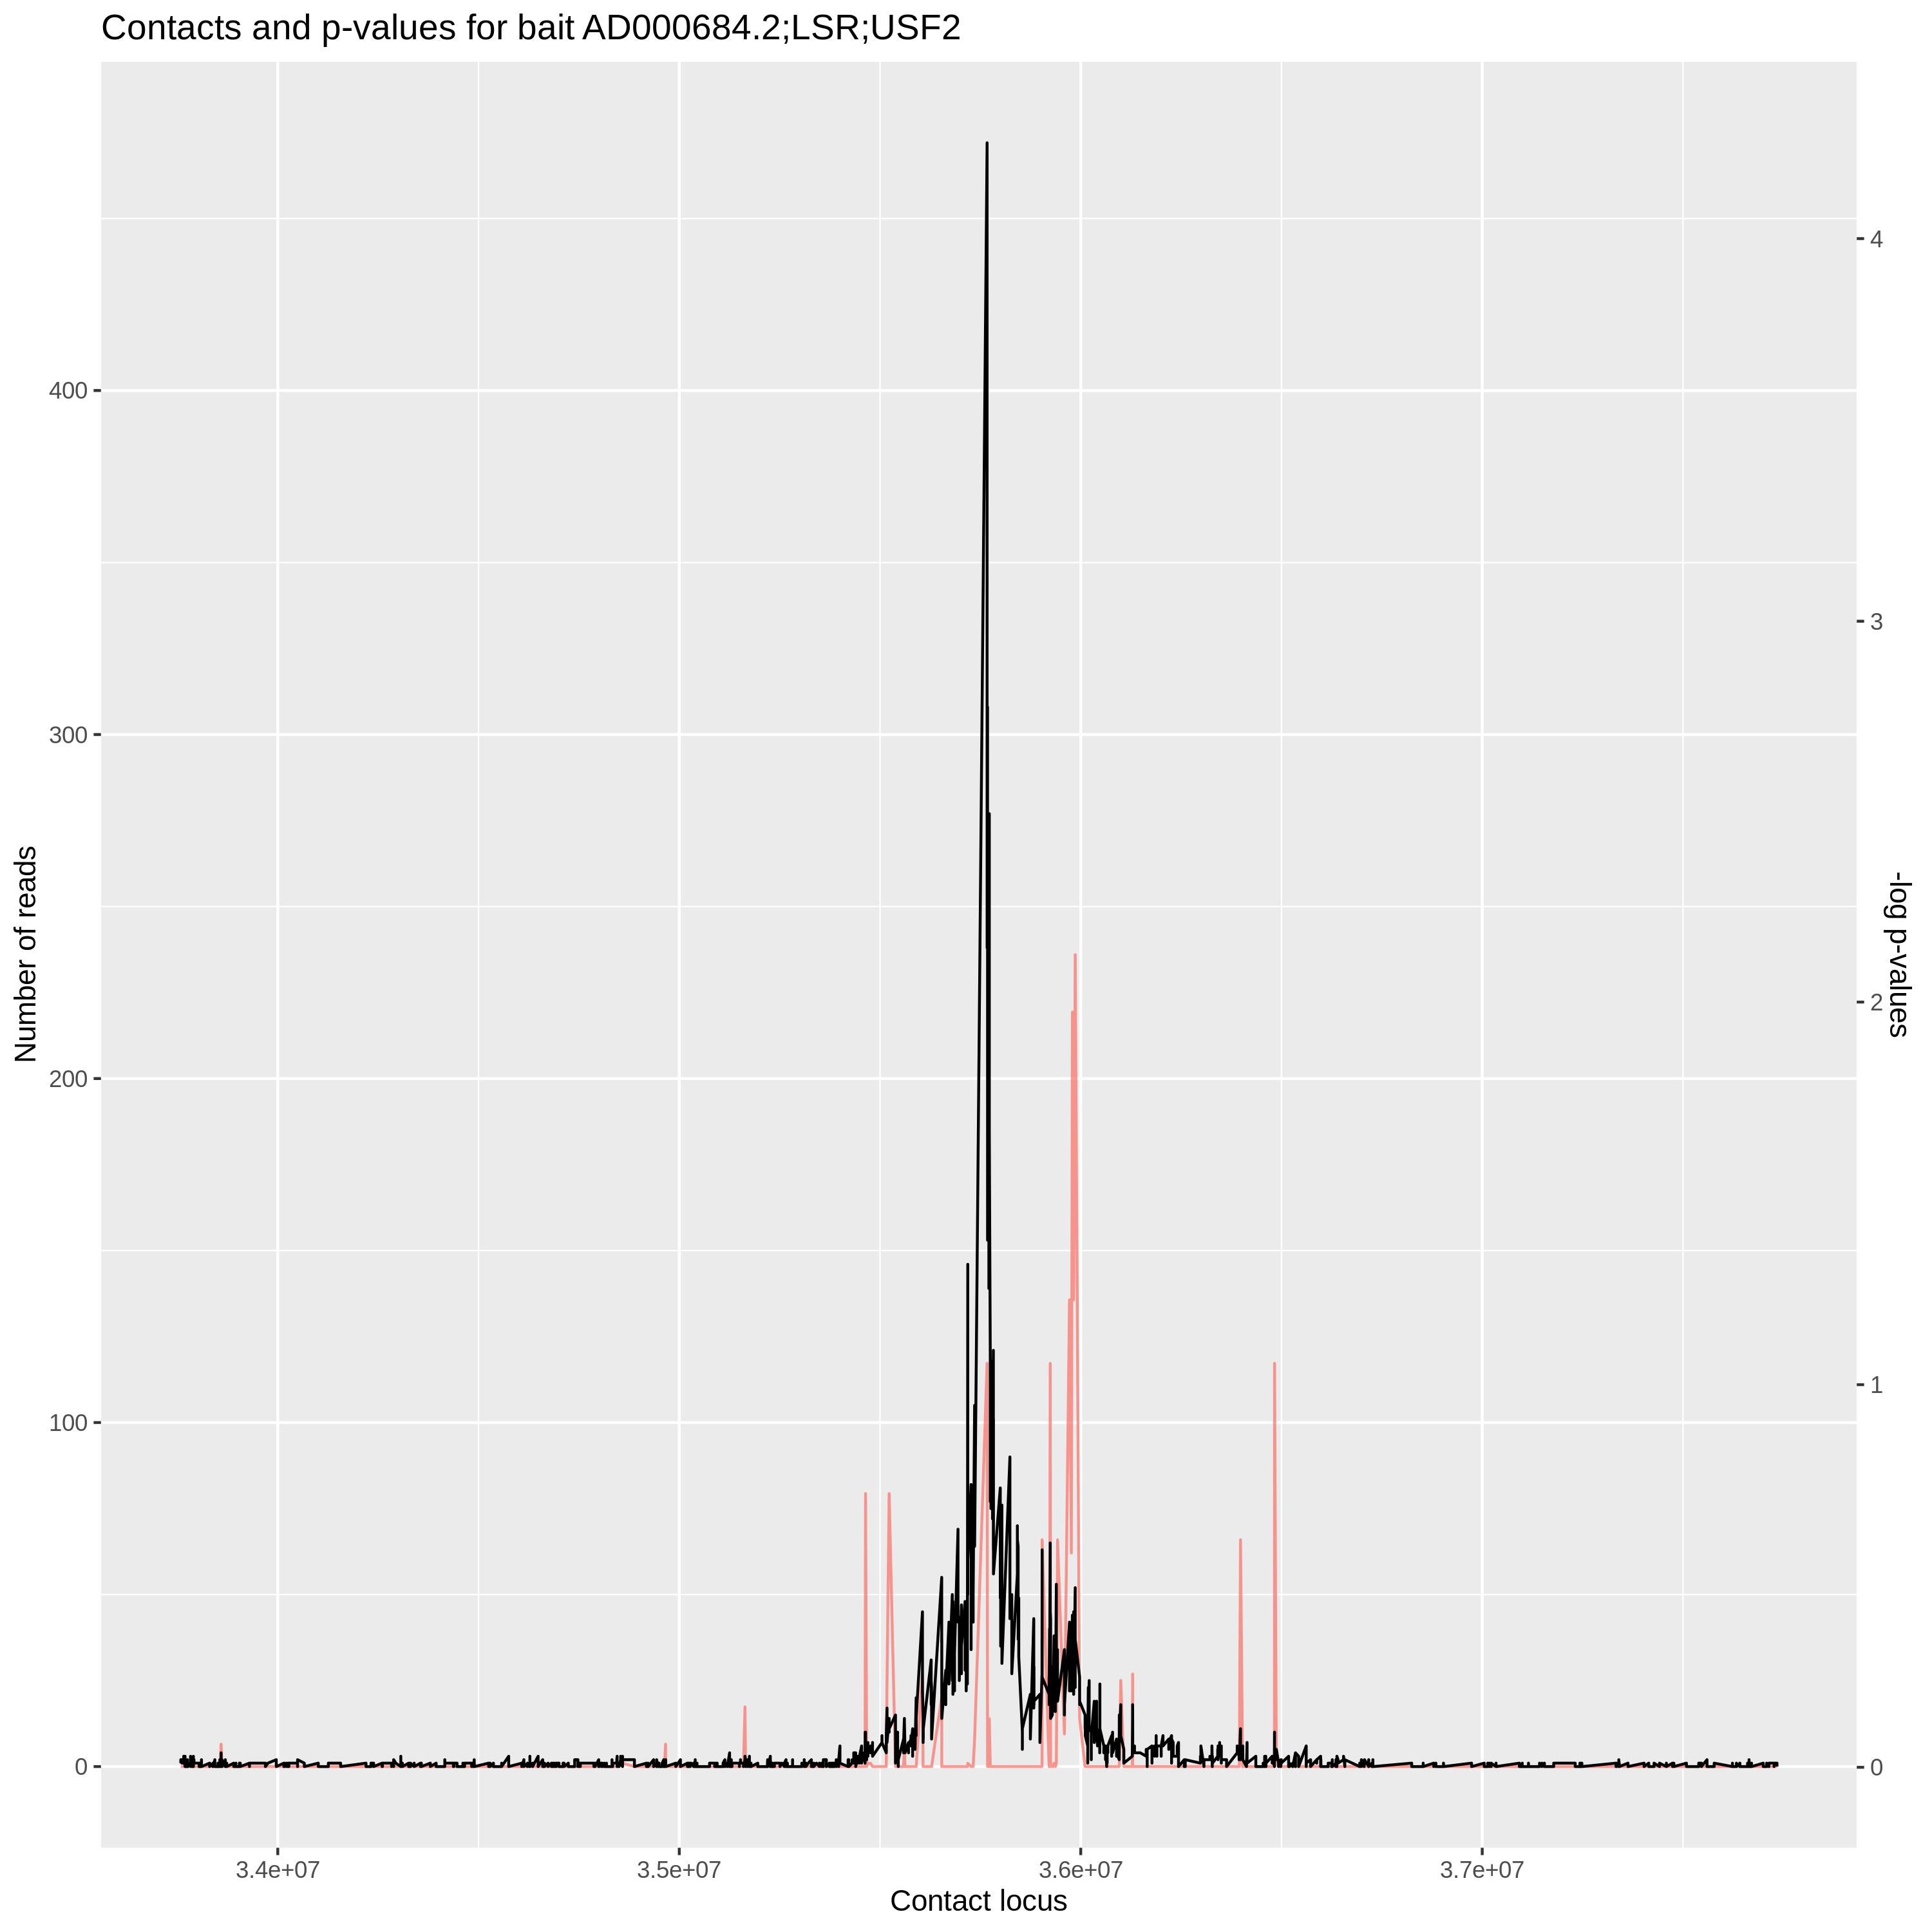 Contacts and p-values for bait AD000684.2;LSR;USF2
Number of reads
400
300
200
100
0
4
3
2
1
0
-log p-values
3.4e+07
3.5e+07
3.6e+07
3.7e+07
Contact locus